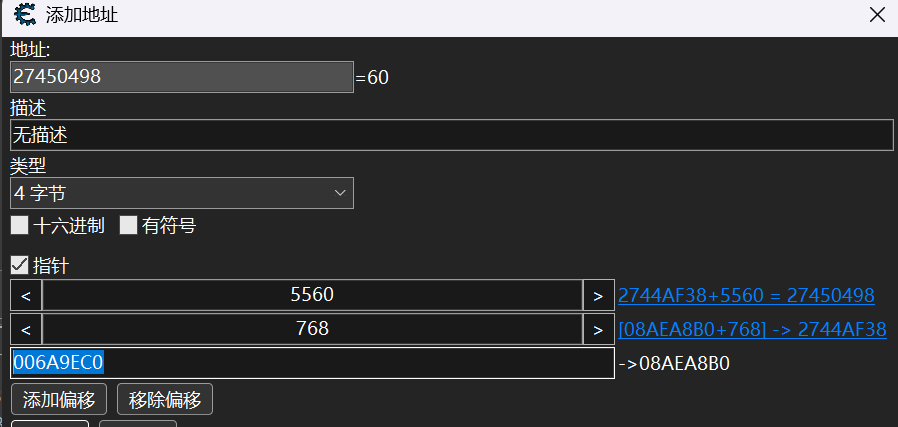 添加地址
地址:
27450498 =60
描述
无描述
类型
4 字节
十六进制 有符号
指针
< 5560 > 2744AF38+5560 = 27450498
< 768 > [08AEA8B0+768] -> 2744AF38
006A9EC0 ->08AEA8B0
添加偏移 移除偏移